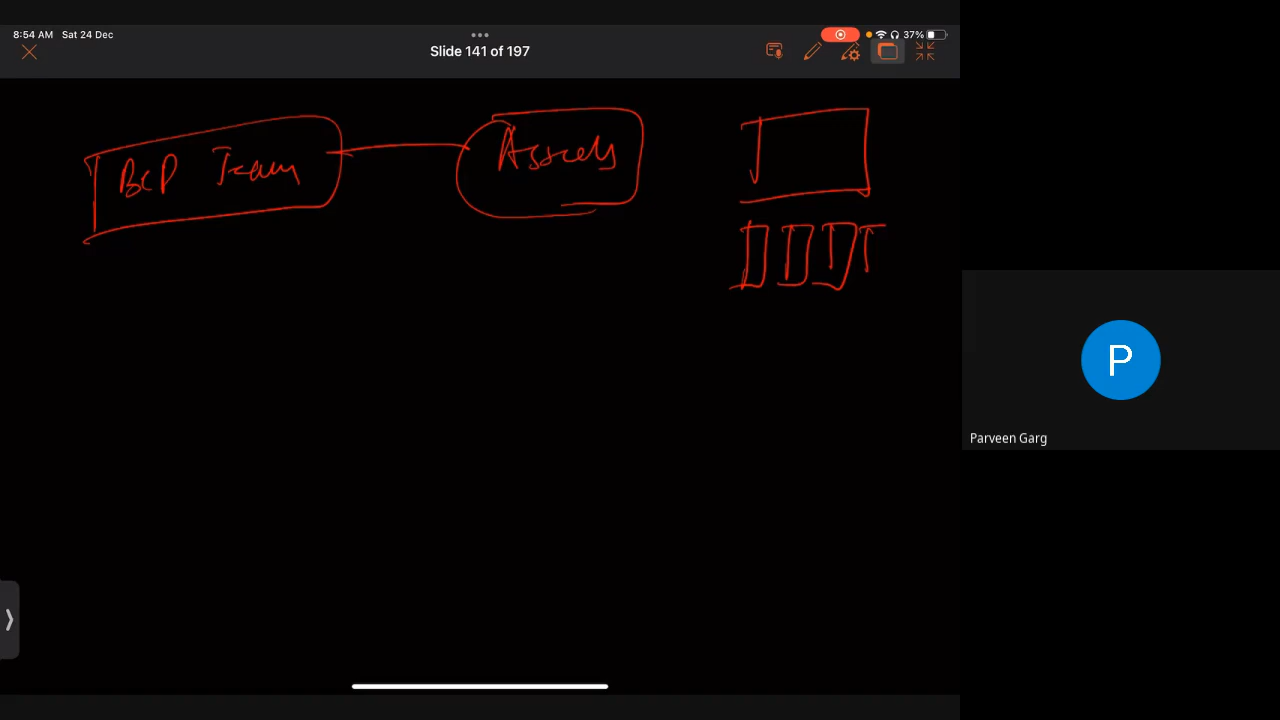 8:54 AM Sat 24 Dec
37%
Slide 141 of 197
BCP Team
Assets
P
Parveen Garg